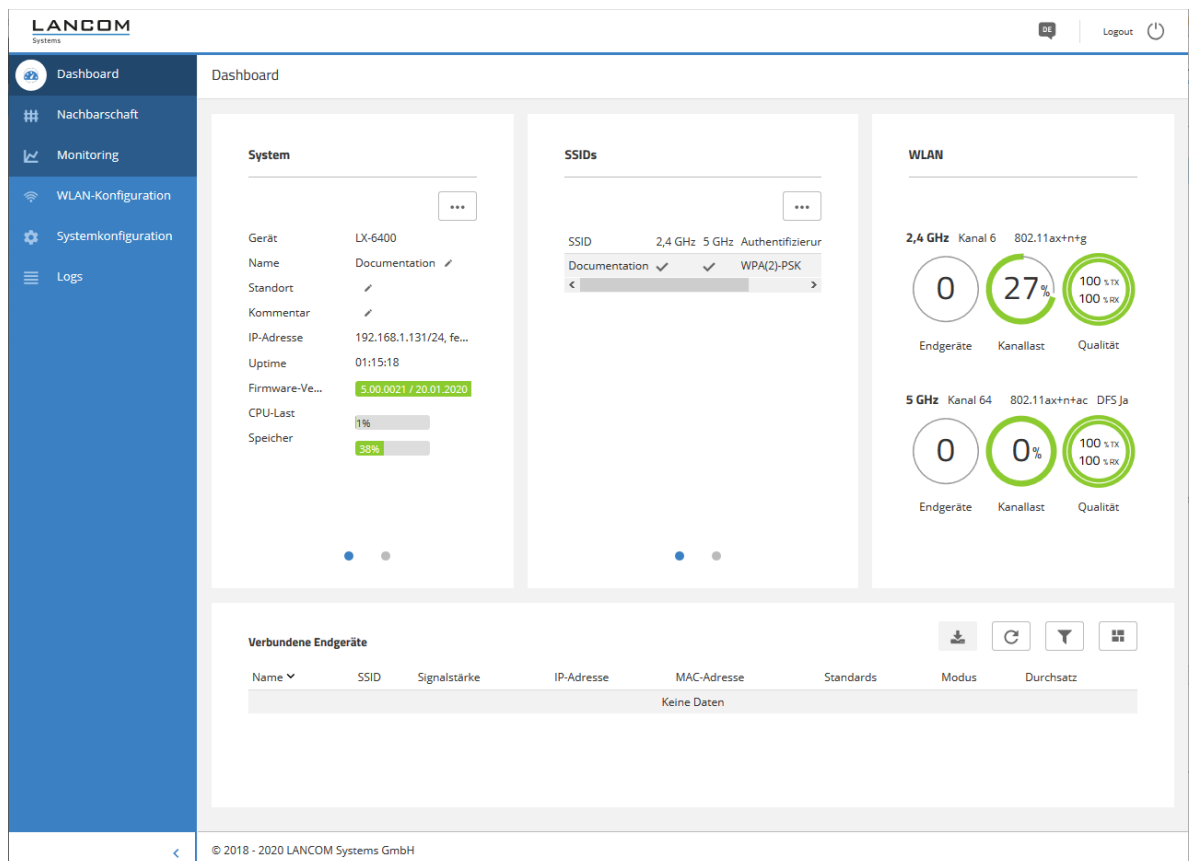 LANCOM
Systems
DE
Logout
Dashboard
Nachbarschaft
Monitoring
WLAN-Konfiguration
Systemkonfiguration
Logs
Dashboard
System
Gerät LX-6400
Name Documentation
Standort
Kommentar
IP-Adresse 192.168.1.131/24, fe...
Uptime 01:15:18
Firmware-Ve... 5.00.0021 / 20.01.2020
CPU-Last 1%
Speicher 38%
SSIDs
SSID 2,4 GHz 5 GHz Authentifizierur
Documentation WPA(2)-PSK
WLAN
2,4 GHz Kanal 6 802.11ax+n+g
0 27% 100 % TX
100 % RX
Endgeräte Kanallast Qualität
5 GHz Kanal 64 802.11ax+n+ac DFS Ja
0 0% 100 % TX
100 % RX
Endgeräte Kanallast Qualität
Verbundene Endgeräte
Name SSID Signalstärke IP-Adresse MAC-Adresse Standards Modus Durchsatz
Keine Daten
© 2018 - 2020 LANCOM Systems GmbH